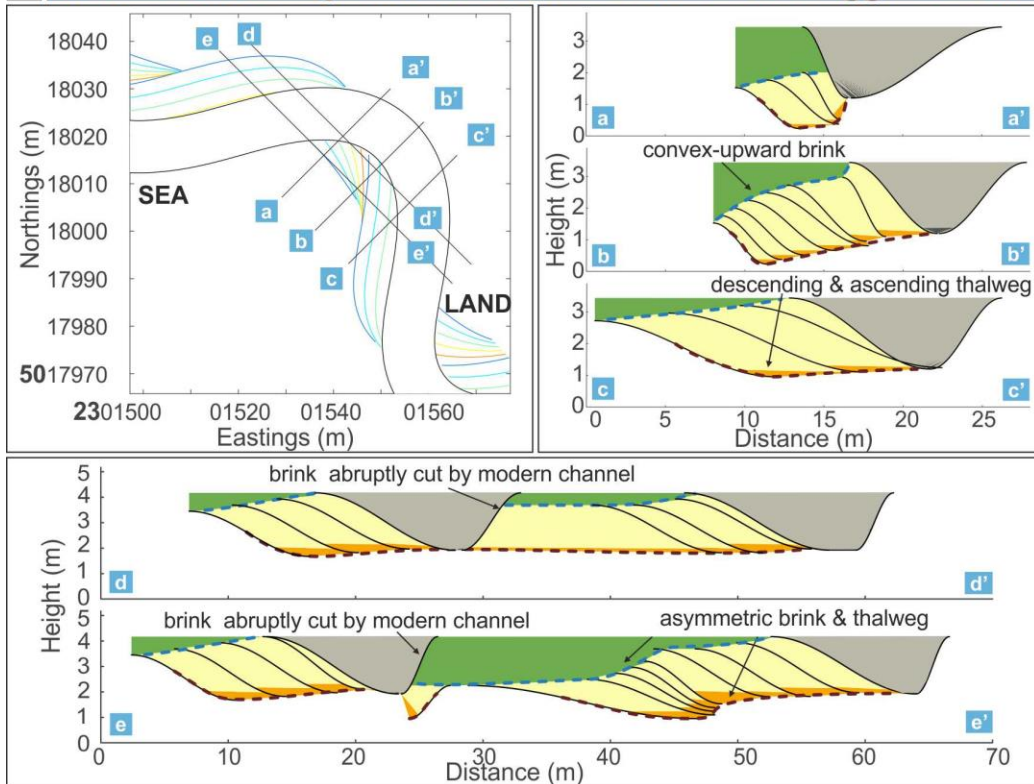 18040
18030
18020
18010
18000
17990
17980
5017970
Northings (m)
2301500 01520 01540 01560
Eastings (m)
SEA
LAND
e
d
a'
b'
c'
a
b
c
d'
e'
3
2
1
0
a
a'
convex-upward brink
3
2
1
0
b
b'
Height (m)
descending & ascending thalweg
3
2
1
0
c
c'
0 5 10 15 20 25
Distance (m)
brink abruptly cut by modern channel
5
4
3
2
1
0
d
d'
Height (m)
brink abruptly cut by modern channel
asymmetric brink & thalweg
5
4
3
2
1
0
e
e'
0 10 20 30 40 50 60 70
Distance (m)